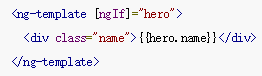 <ng-template [ngIf]="hero">
<div class="name">{{hero.name}}</div>
</ng-template>